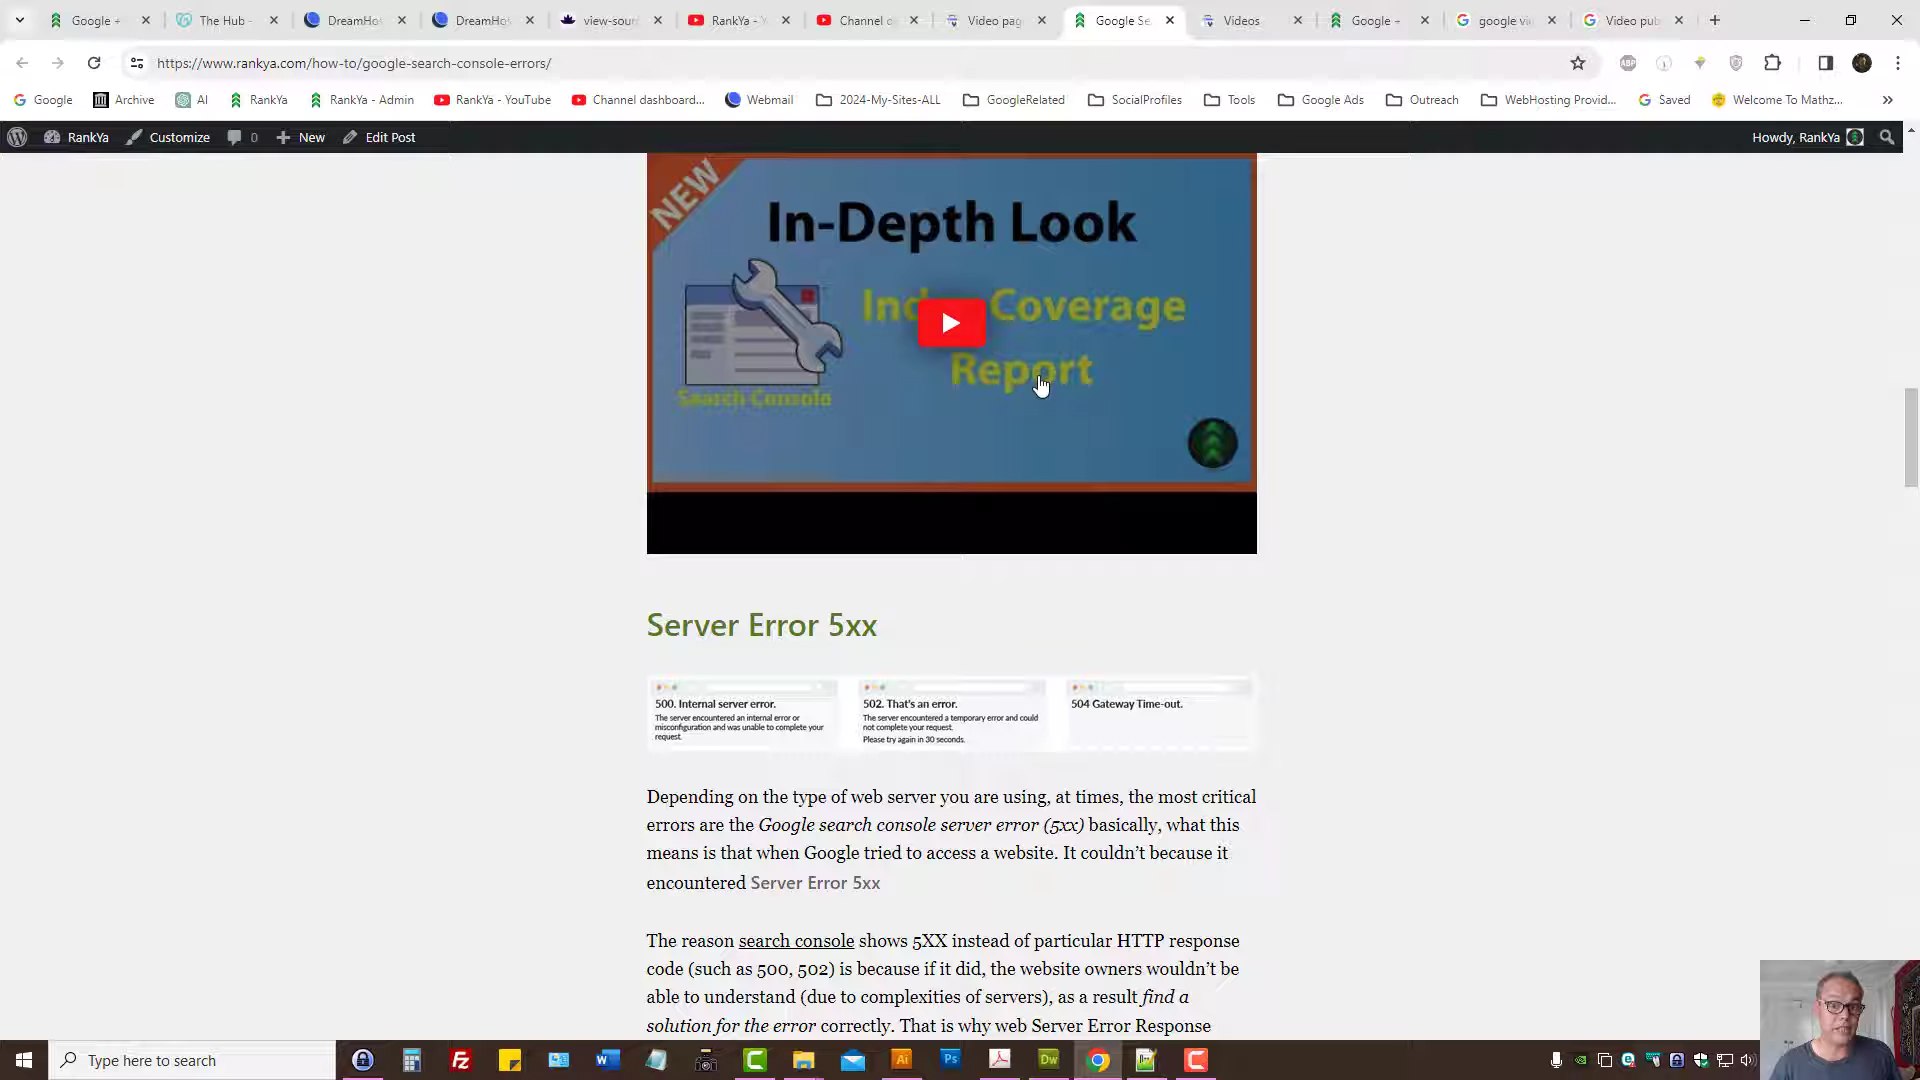 Google +
The Hub -
DreamHo
DreamHo
view-sour
RankYa - Y
Channel d
Video pag
Google Se
Videos
Google +
google vi
Video pub
https://www.rankya.com/how-to/google-search-console-errors/
ABP
Google
Archive
AI
RankYa
RankYa - Admin
RankYa - YouTube
Channel dashboard...
Webmail
2024-My-Sites-ALL
GoogleRelated
SocialProfiles
Tools
Google Ads
Outreach
WebHosting Provid...
Saved
Welcome To Mathz...
RankYa
Customize
0
New
Edit Post
Howdy, RankYa
NEW
In-Depth Look
Coverage
Report
Search Console
Server Error 5xx
500. Internal server error.
The server encountered an internal error or
misconfiguration and was unable to complete your
request.
502. That's an error.
The server encountered a temporary error and could
not complete your request.
Please try again in 30 seconds.
504 Gateway Time-out.
Depending on the type of web server you are using, at times, the most critical
errors are the Google search console server error (5xx) basically, what this
means is that when Google tried to access a website. It couldn't because it
encountered Server Error 5xx
The reason search console shows 5XX instead of particular HTTP response
code (such as 500, 502) is because if it did, the website owners wouldn't be
able to understand (due to complexities of servers), as a result find a
solution for the error correctly. That is why web Server Error Response
Type here to search
Ai
Ps
Dw